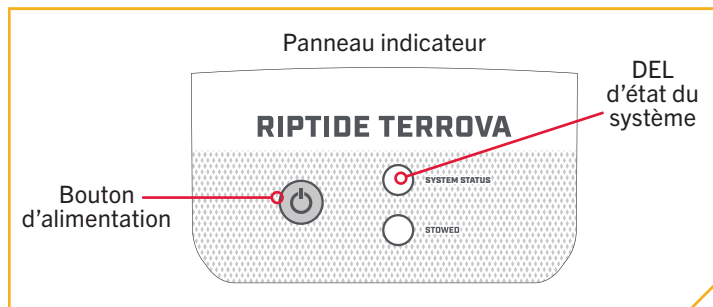 Panneau indicateur
DEL
d’état du
système
RIPTIDE TERROVA
SYSTEM STATUS
Bouton
d’alimentation
STOWED